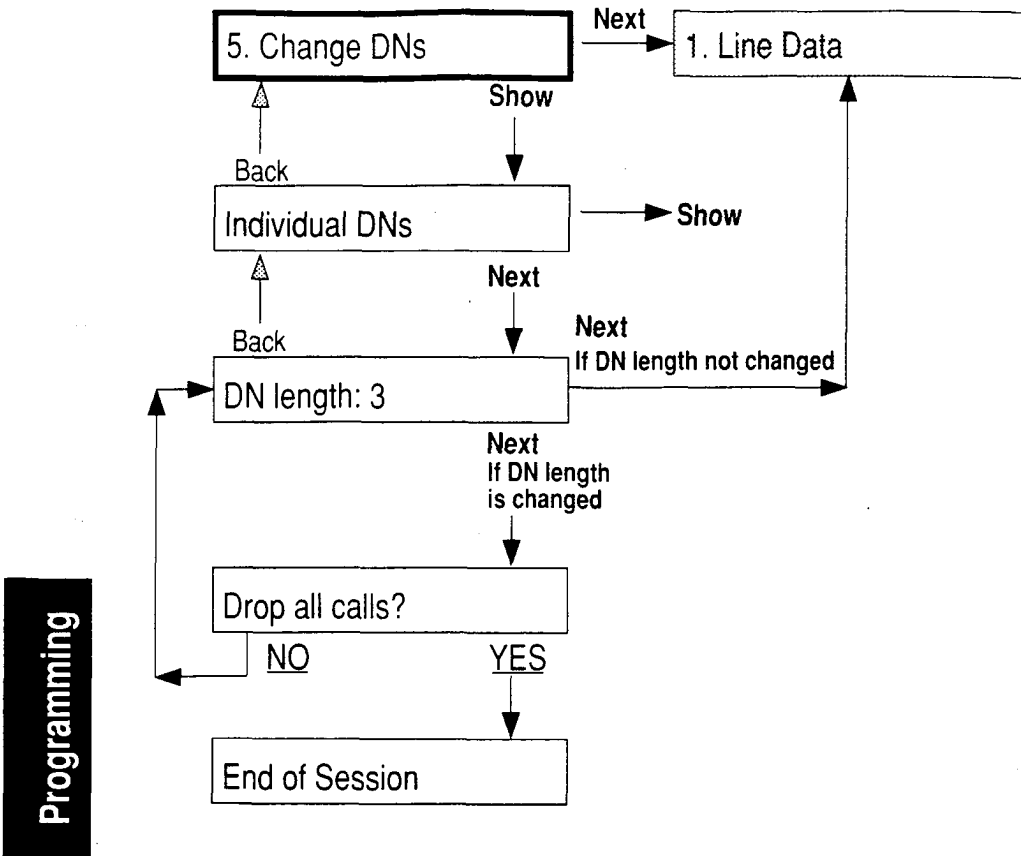 5. Change DNs
Next
1. Line Data
Show
Back
Individual DNs
Show
Next
Back
Next
If DN length not changed
DN length: 3
Next
If DN length
is changed
Drop all calls?
NO
YES
End of Session
Programming